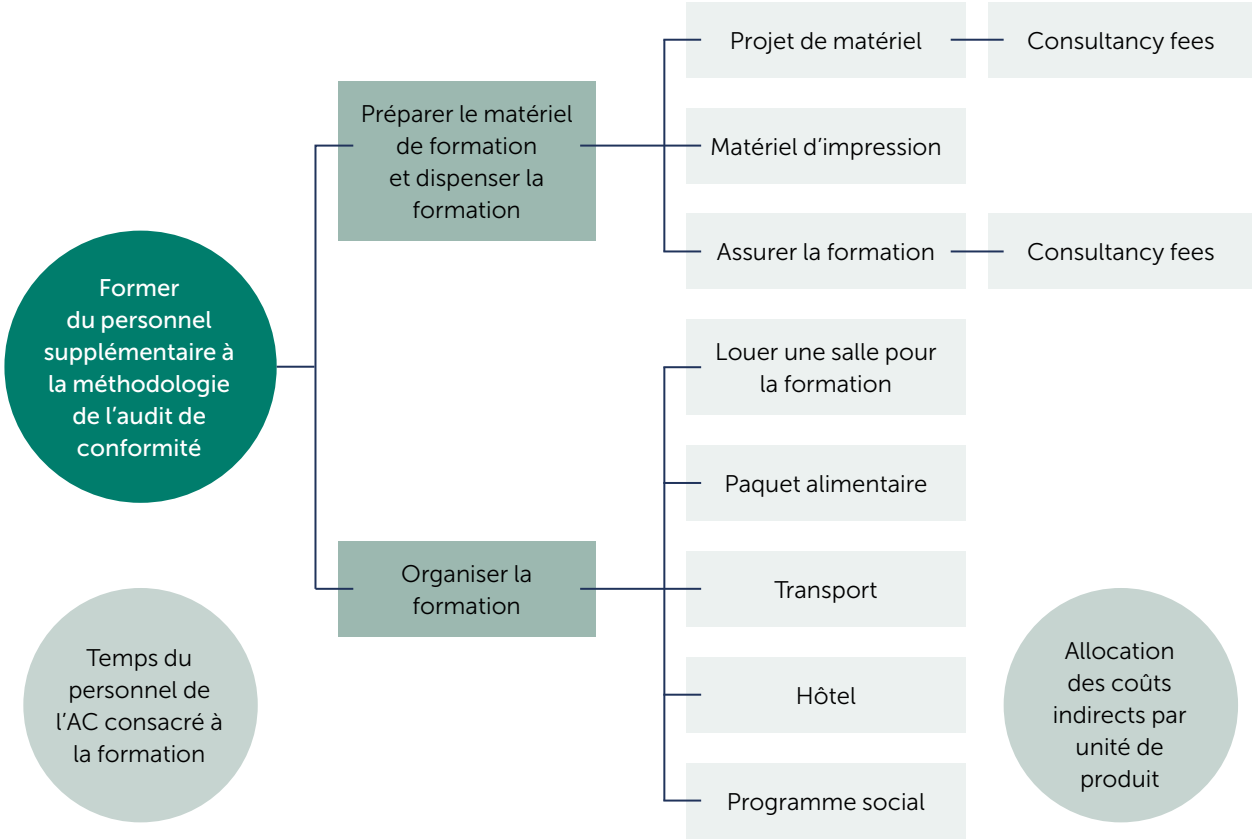 Former
du personnel
supplémentaire à
la méthodologie
de l'audit de
conformité
Préparer le matériel
de formation
et dispenser la
formation
Projet de matériel
Consultancy fees
Matériel d'impression
Assurer la formation
Consultancy fees
Organiser la
formation
Louer une salle pour
la formation
Paquet alimentaire
Transport
Hôtel
Programme social
Temps du
personnel de
l'AC consacré à
la formation
Allocation
des coûts
indirects par
unité de
produit